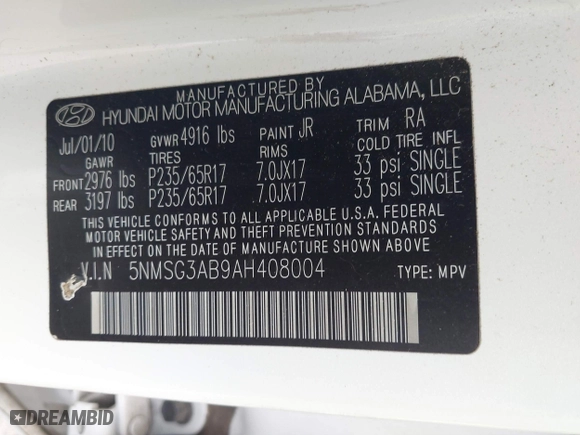 MANUFACTURED BY
HYUNDAI MOTOR MANUFACTURING ALABAMA, LLC
Jul/01/10 GVWR 4916 lbs PAINT JR TRIM RA
GAWR TIRES RIMS COLD TIRE INFL
FRONT 2976 lbs P235/65R17 7.0JX17 33 psi SINGLE
REAR 3197 lbs P235/65R17 7.0JX17 33 psi SINGLE
THIS VEHICLE CONFORMS TO ALL APPLICABLE U.S.A. FEDERAL
MOTOR VEHICLE SAFETY AND THEFT PREVENTION STANDARDS
IN EFFECT ON THE DATE OF MANUFACTURE SHOWN ABOVE
V.I.N 5NMSG3AB9AH408004 TYPE: MPV
DREAMBID